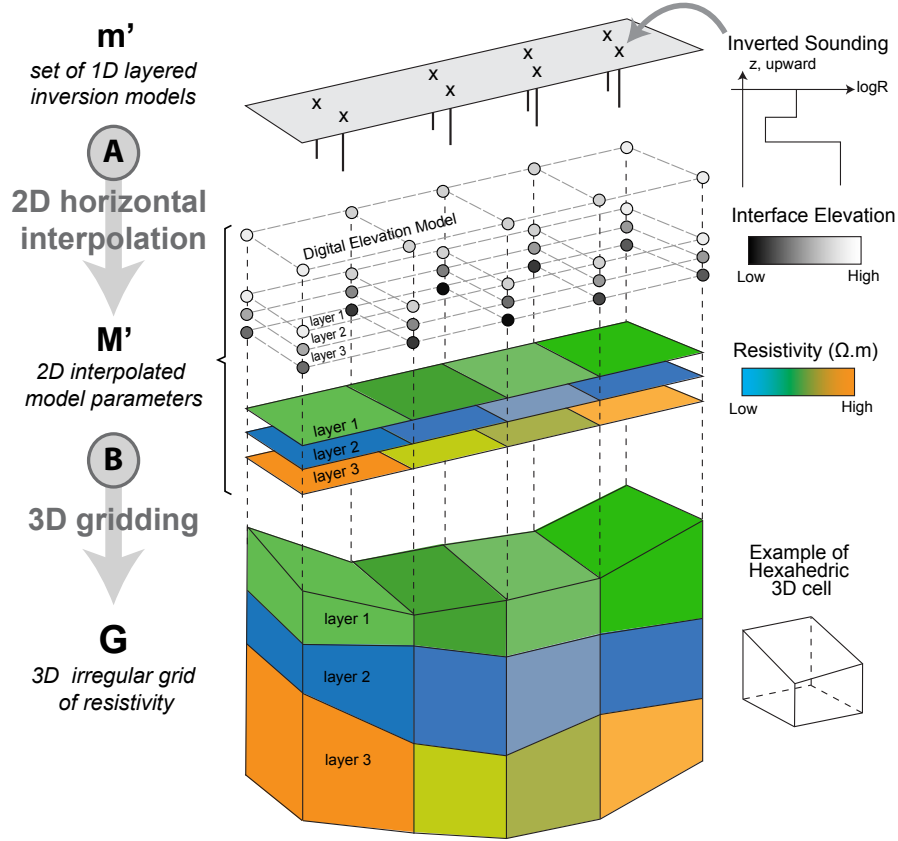 m’
set of 1D layered
inversion models
A
2D horizontal
interpolation
M’
2D interpolated
model parameters
B
3D gridding
G
3D irregular grid
of resistivity
x
x
x
x
x
x
x
x
Digital Elevation Model
layer 1
layer 2
layer 3
layer 1
layer 2
layer 3
layer 1
layer 2
layer 3
Inverted Sounding
z, upward
logR
Interface Elevation
Low High
Resistivity (Ω.m)
Low High
Example of
Hexahedric
3D cell